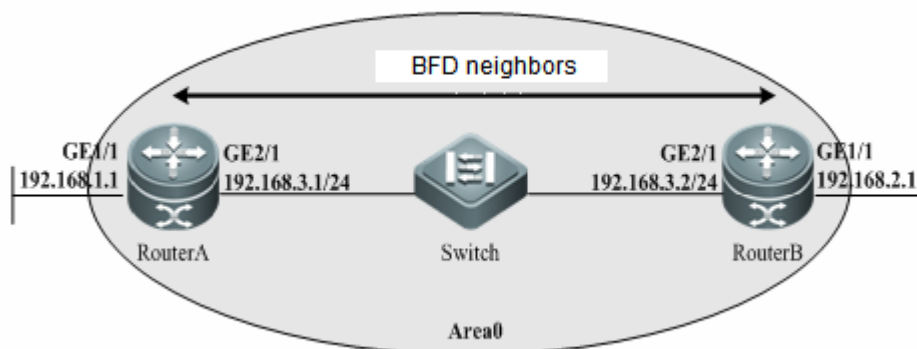 BFD neighbors
GE1/1
192.168.1.1
GE2/1
192.168.3.1/24
GE2/1
192.168.3.2/24
GE1/1
192.168.2.1
RouterA
Switch
RouterB
Area0